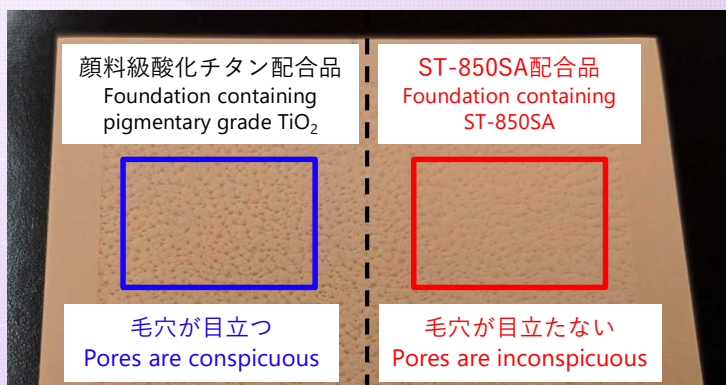 顔料級酸化チタン配合品
Foundation containing
pigmentary grade TiO₂
ST-850SA配合品
Foundation containing
ST-850SA
毛穴が目立つ
Pores are conspicuous
毛穴が目立たない
Pores are inconspicuous